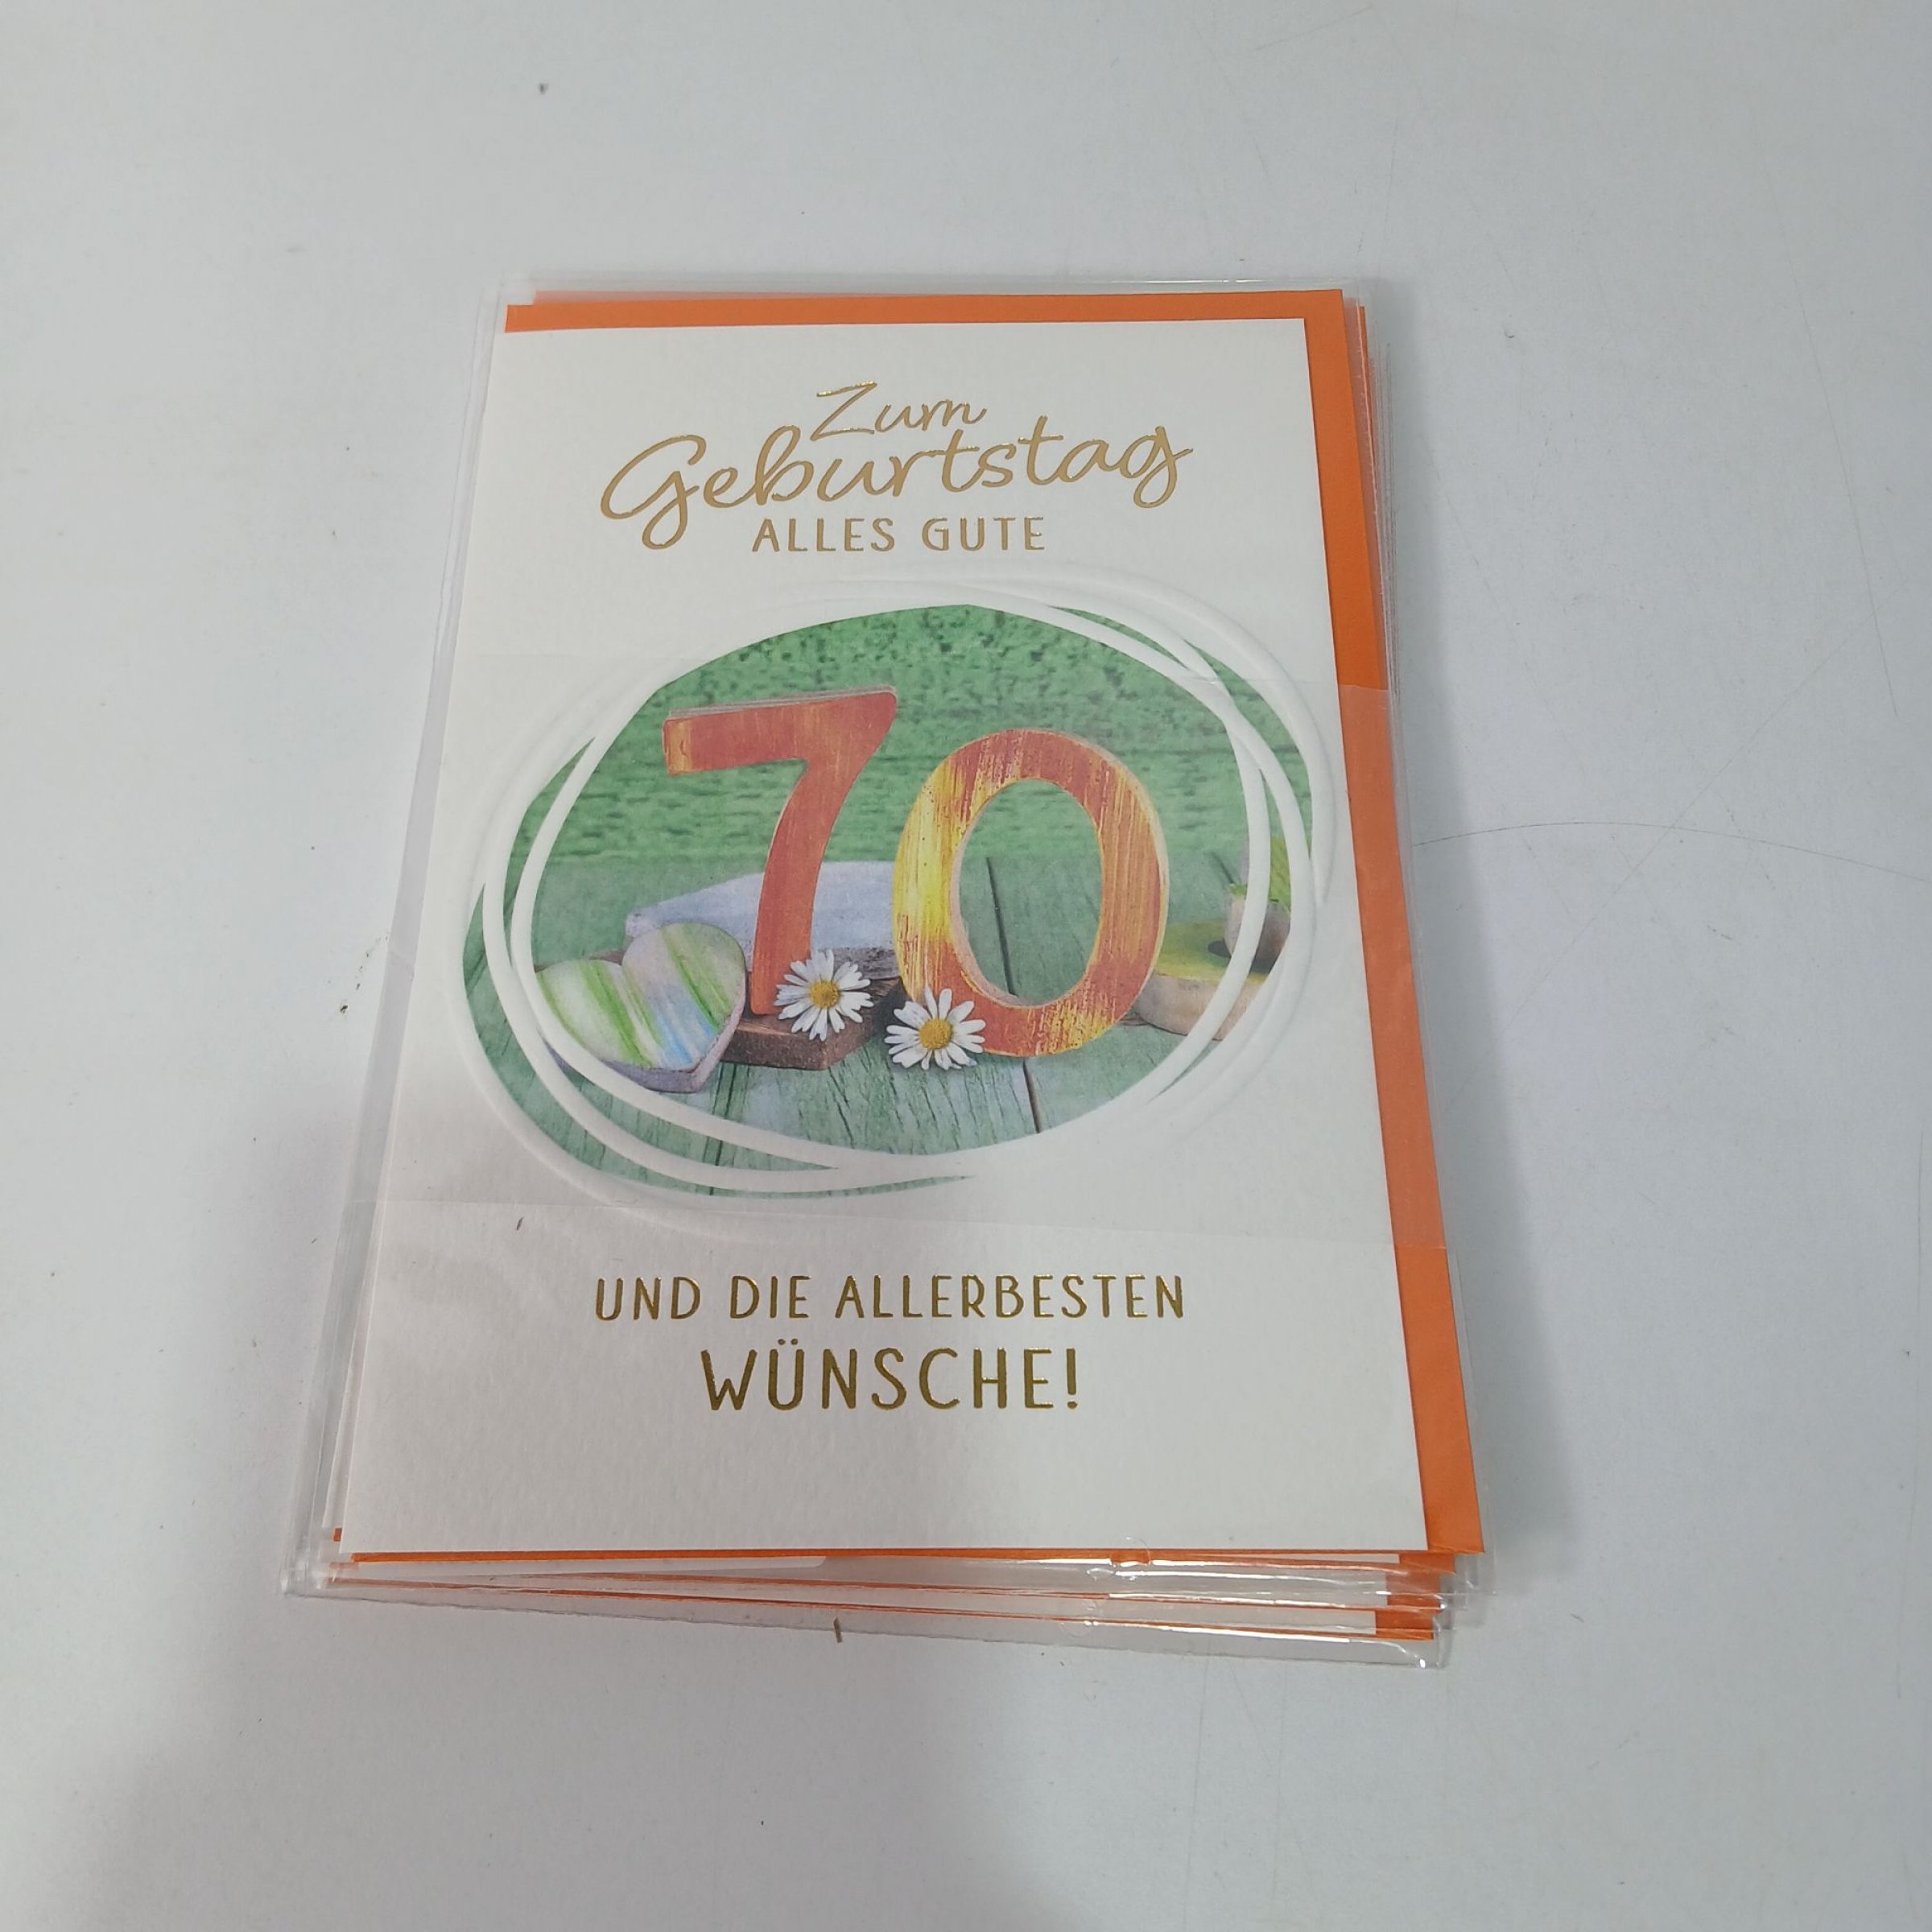 Zum
Geburtstag
ALLES GUTE
70
UND DIE ALLERBESTEN
WÜNSCHE!